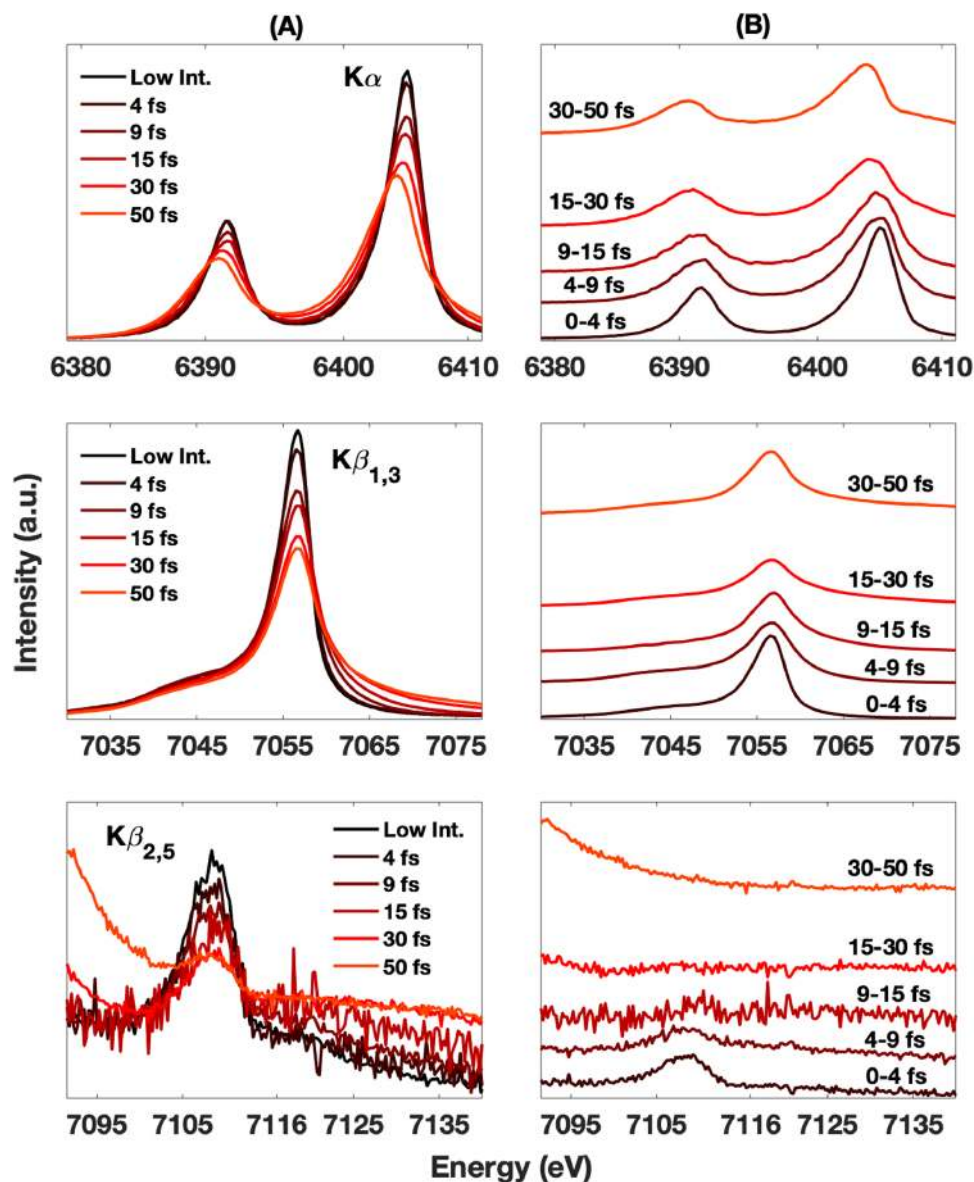 (A)
(B)
Low Int.
4 fs
9 fs
15 fs
30 fs
50 fs
Kα
6380 6390 6400 6410
30-50 fs
15-30 fs
9-15 fs
4-9 fs
0-4 fs
6380 6390 6400 6410
Intensity (a.u.)
Low Int.
4 fs
9 fs
15 fs
30 fs
50 fs
Kβ1,3
7035 7045 7055 7065 7075
30-50 fs
15-30 fs
9-15 fs
4-9 fs
0-4 fs
7035 7045 7055 7065 7075
Kβ2,5
Low Int.
4 fs
9 fs
15 fs
30 fs
50 fs
7095 7105 7115 7125 7135
30-50 fs
15-30 fs
9-15 fs
4-9 fs
0-4 fs
7095 7105 7116 7125 7135
Energy (eV)